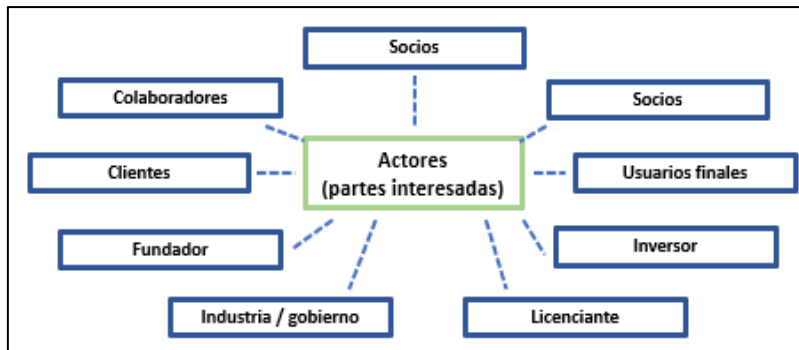 Socios
Colaboradores
Socios
Actores
(partes interesadas)
Clientes
Usuarios finales
Fundador
Inversor
Industria / gobierno
Licenciante